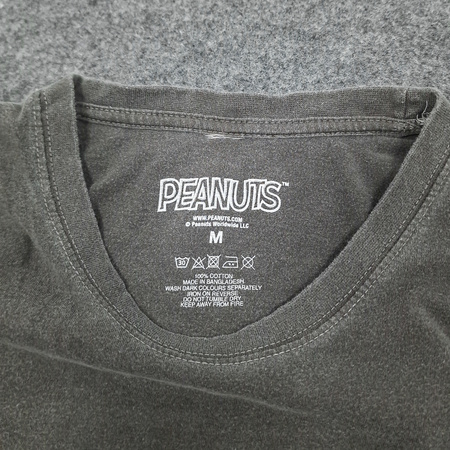 PEANUTS™
WWW.PEANUTS.COM
© Peanuts Worldwide LLC
M
30
100% COTTON
MADE IN BANGLADESH
WASH DARK COLOURS SEPARATELY
IRON ON REVERSE
DO NOT TUMBLE DRY
KEEP AWAY FROM FIRE